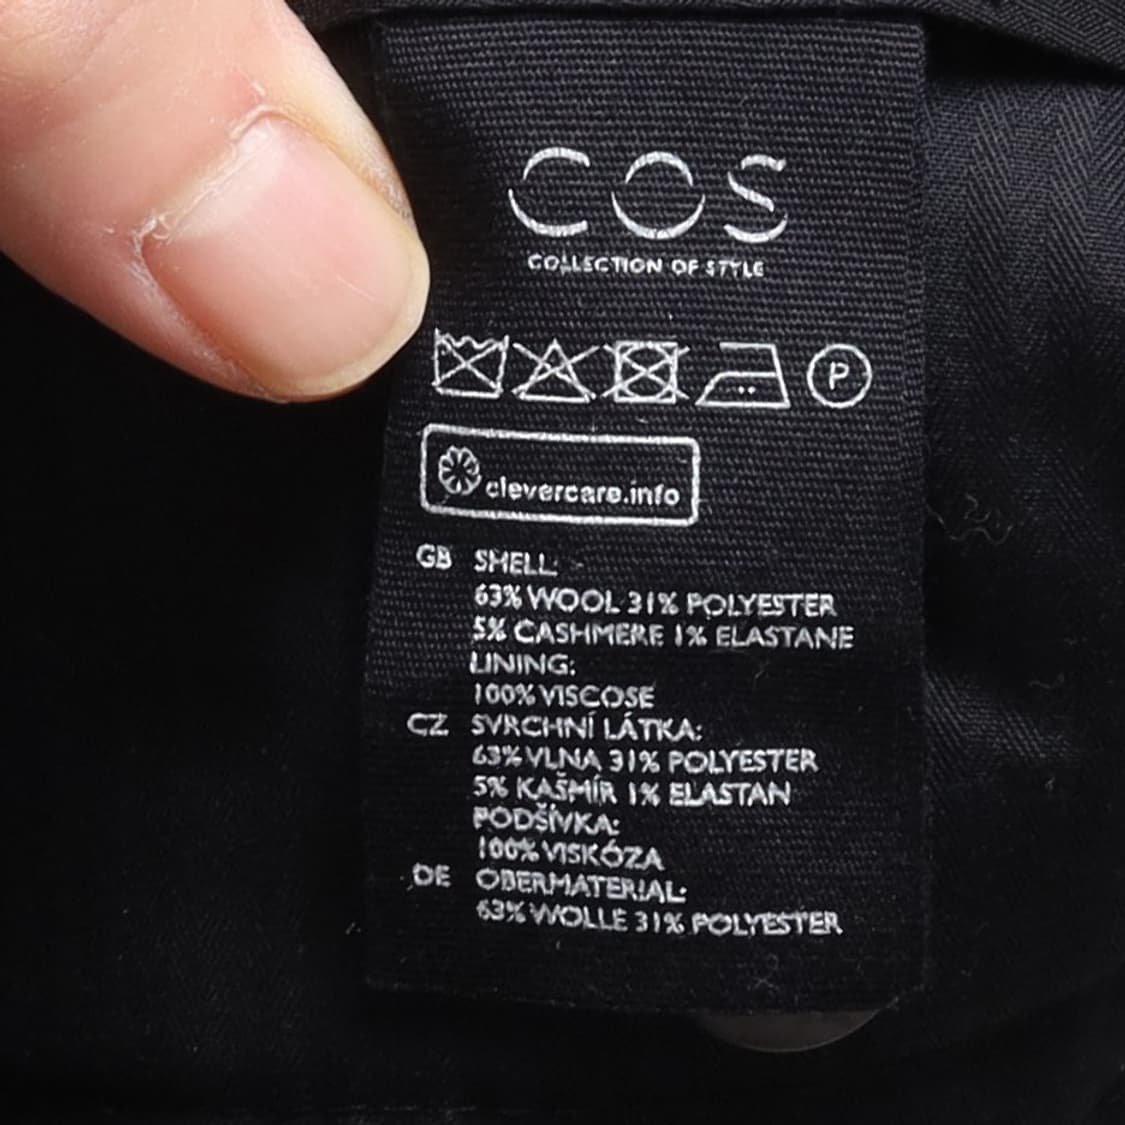 COS
COLLECTION OF STYLE
P
clevercare.info
GB SHELL:
63% WOOL 31% POLYESTER
5% CASHMERE 1% ELASTANE
LINING:
100% VISCOSE
CZ SVRCHNÍ LÁTKA:
63% VLNA 31% POLYESTER
5% KAŠMÍR 1% ELASTAN
PODŠÍVKA:
100% VISKÓZA
DE OBERMATERIAL:
63% WOLLE 31% POLYESTER